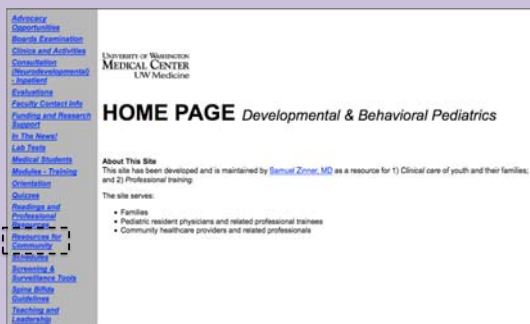 Advocacy
Opportunities
Boards Examination
Clinics and Activities
Consultation
(Neurodevelopmental)
- Inpatient
Evaluations
Faculty Contact Info
Funding and Research
Support
In The News!
Lab Tests
Medical Students
Modules - Training
Orientation
Quizzes
Readings and
Professional
Resources
Resources for
Community
Schedules
Screening &
Surveillance Tools
Spina Bifida
Guidelines
Teaching and
Leadership
UNIVERSITY OF WASHINGTON
MEDICAL CENTER
UW Medicine
HOME PAGE Developmental & Behavioral Pediatrics
About This Site
This site has been developed and is maintained by Samuel Zinner, MD as a resource for 1) Clinical care of youth and their families;
and 2) Professional training.
The site serves:
• Families
• Pediatric resident physicians and related professional trainees
• Community healthcare providers and related professionals